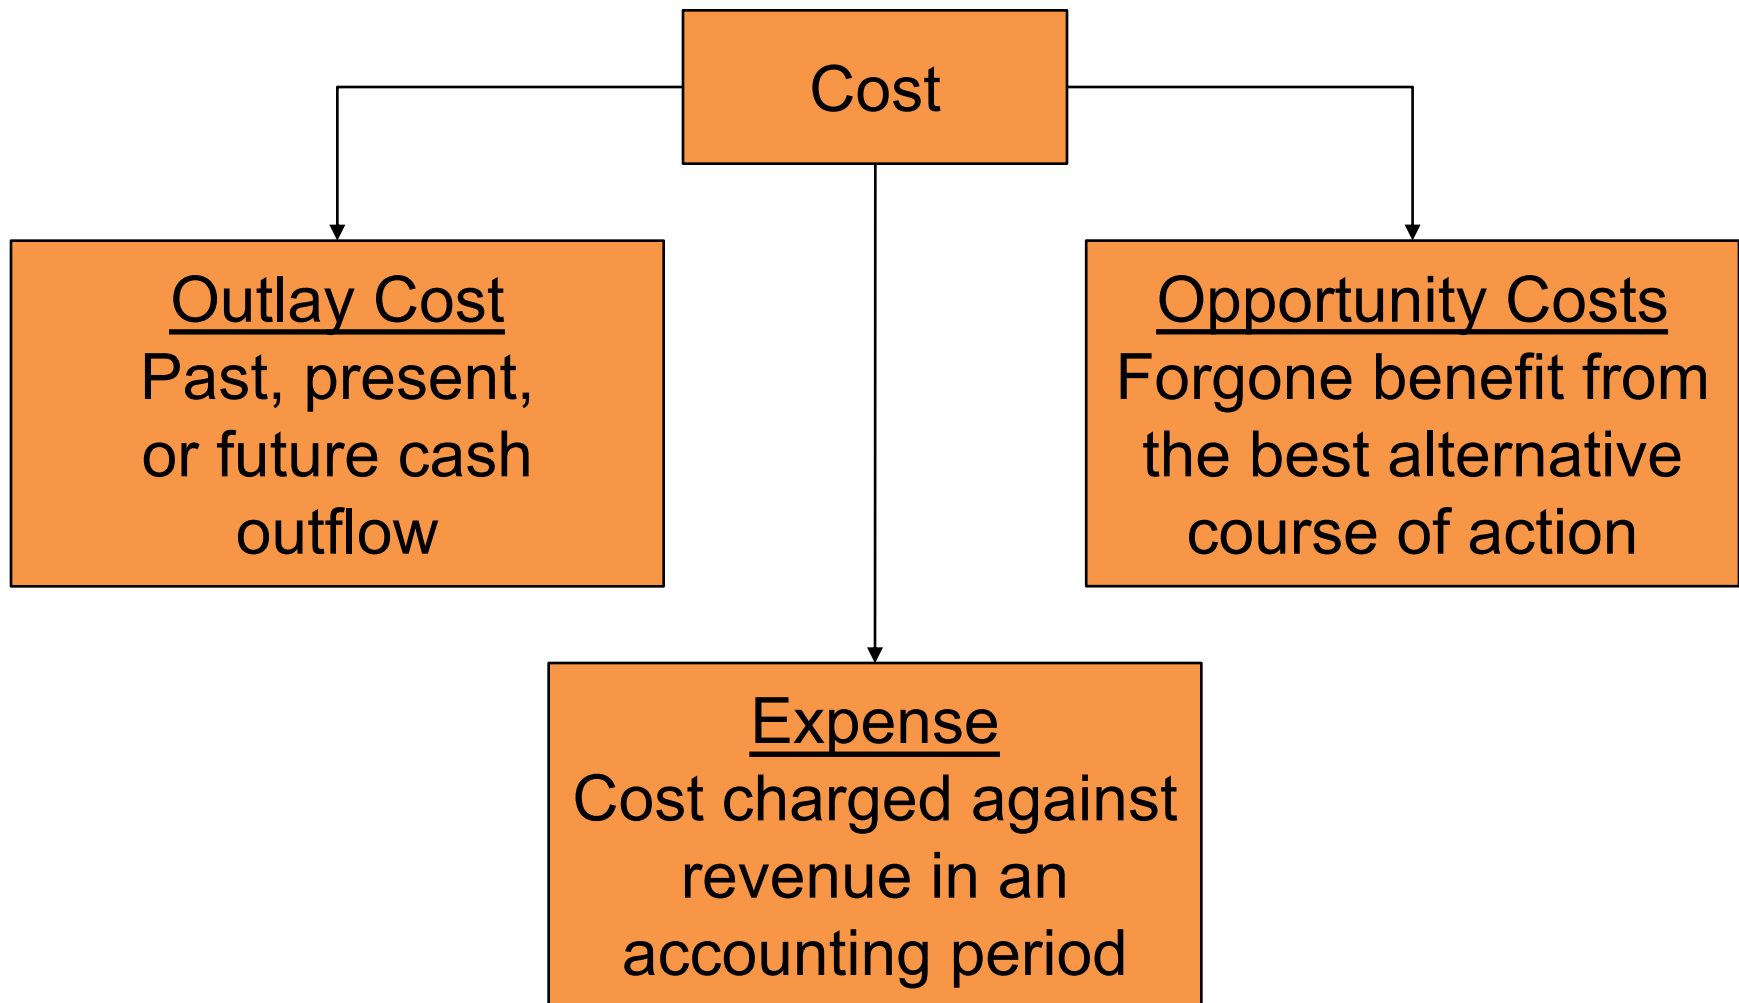 Cost
Outlay Cost
Past, present,
or future cash
outflow
Opportunity Costs
Forgone benefit from
the best alternative
course of action
Expense
Cost charged against
revenue in an
accounting period